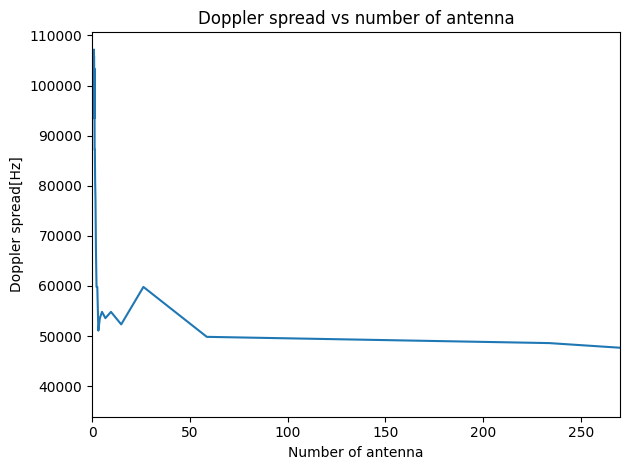 Doppler spread vs number of antenna
Doppler spread[Hz]
110000
100000
90000
80000
70000
60000
50000
40000
0 50 100 150 200 250
Number of antenna